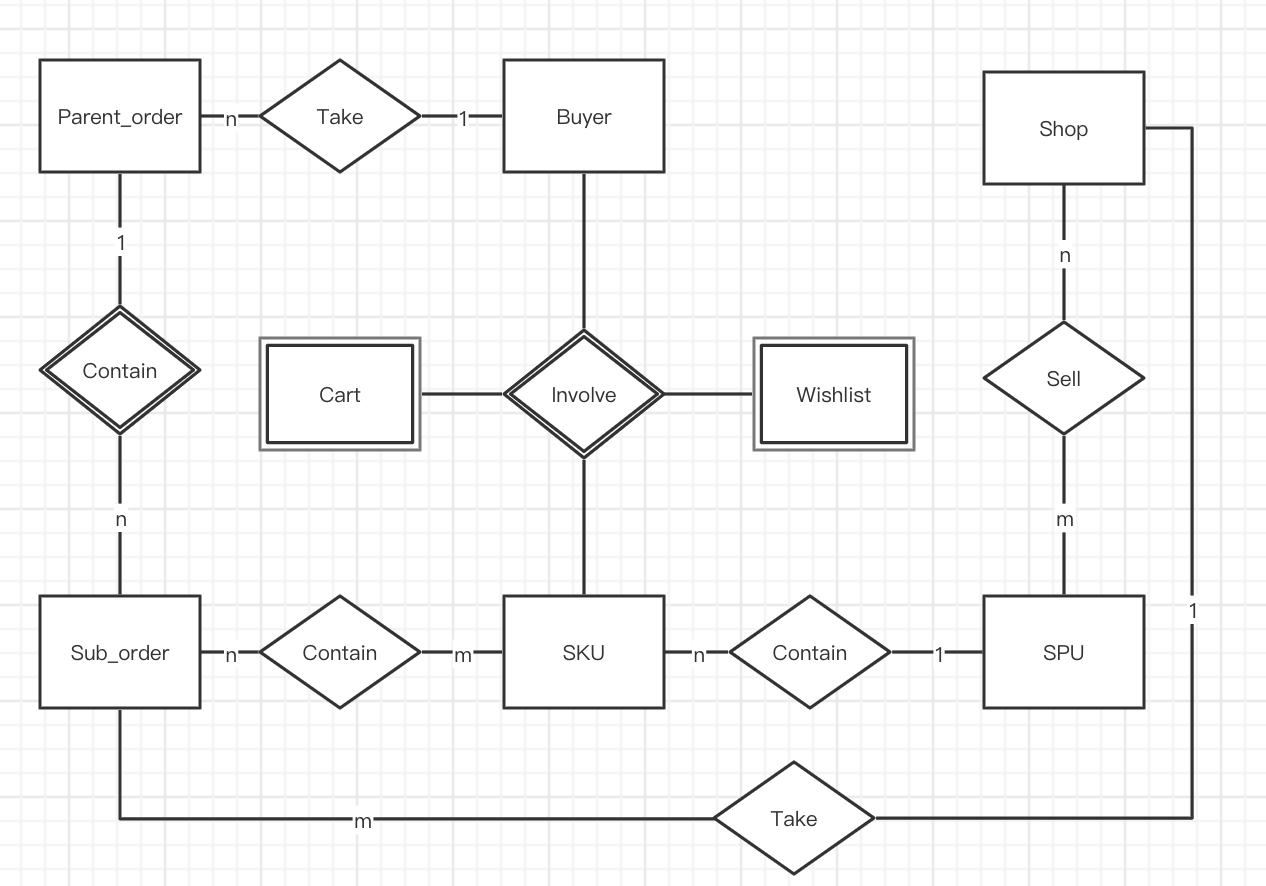 Parent_order
n
Take
1
Buyer
Shop
1
n
Contain
Cart
Involve
Wishlist
Sell
n
m
1
Sub_order
n
Contain
m
SKU
n
Contain
1
SPU
m
Take